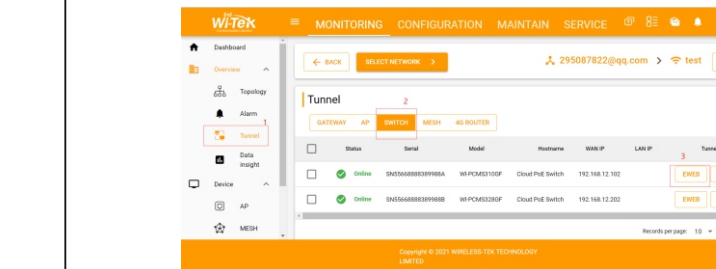 Wi-Tek
MONITORING CONFIGURATION MAINTAIN SERVICE
Dashboard
Overview
Topology
Alarm
1
Tunnel
Data
insight
Device
AP
MESH
BACK SELECT NETWORK
295087822@qq.com > test
Tunnel
2
GATEWAY AP SWITCH MESH 4G ROUTER
Status Serial Model Hostname WAN IP LAN IP Tunne
3
Online SN55668888389988A WI-PCMS310GF Cloud PoE Switch 192.168.12.102 EWEB
Online SN55668888389988B WI-PCMS328GF Cloud PoE Switch 192.168.12.202 EWEB
Records per page: 10
Copyright © 2021 WIRELESS-TEK TECHNOLOGY
LIMITED